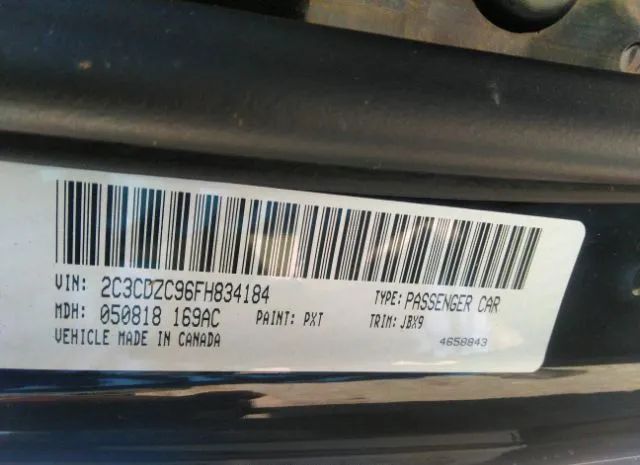 VIN: 2C3CDZC96FH834184 TYPE: PASSENGER CAR
MDH: 050818 169AC PAINT: PXT TRIM: JBX9
VEHICLE MADE IN CANADA 4658843